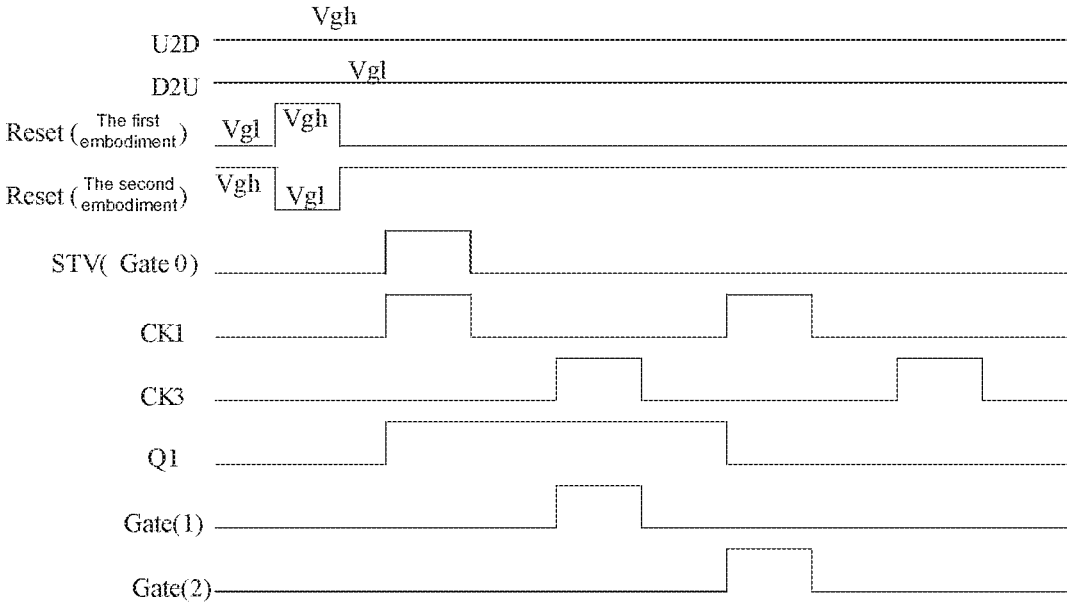 Vgh
U2D
Vgl
D2U
Reset ( The first embodiment ) Vgl Vgh
Reset ( The second embodiment ) Vgh Vgl
STV( Gate 0)
CK1
CK3
Q1
Gate(1)
Gate(2)